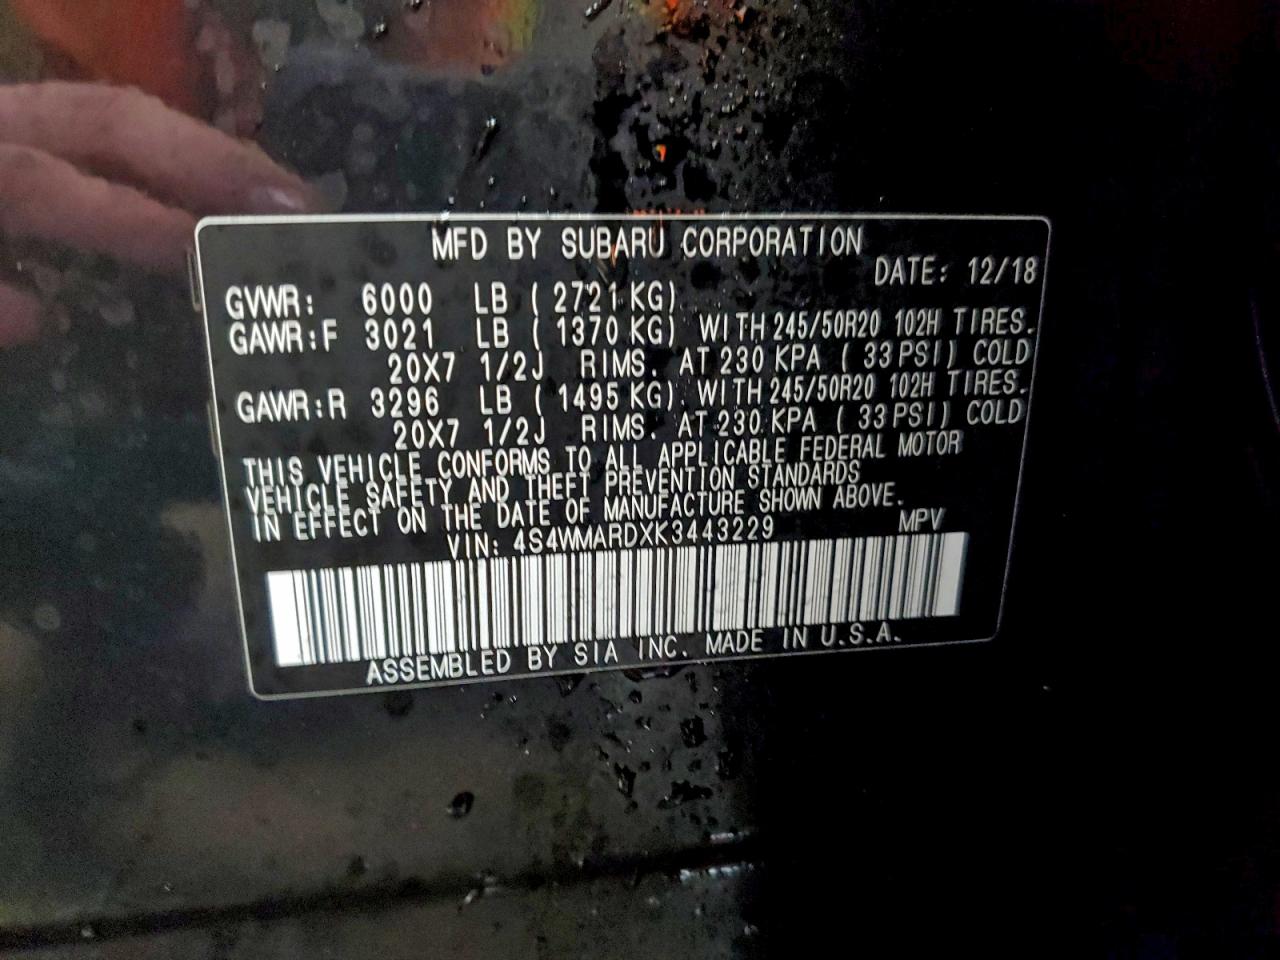 MFD BY SUBARU CORPORATION
DATE: 12/18
GVWR: 6000 LB ( 2721 KG)
GAWR:F 3021 LB ( 1370 KG) WITH 245/50R20 102H TIRES.
20X7 1/2J RIMS. AT 230 KPA ( 33 PSI) COLD
GAWR:R 3296 LB ( 1495 KG) WITH 245/50R20 102H TIRES.
20X7 1/2J RIMS. AT 230 KPA ( 33 PSI) COLD
THIS VEHICLE CONFORMS TO ALL APPLICABLE FEDERAL MOTOR
VEHICLE SAFETY AND THEFT PREVENTION STANDARDS
IN EFFECT ON THE DATE OF MANUFACTURE SHOWN ABOVE.
VIN: 4S4WMARDXK3443229 MPV
ASSEMBLED BY SIA INC. MADE IN U.S.A.